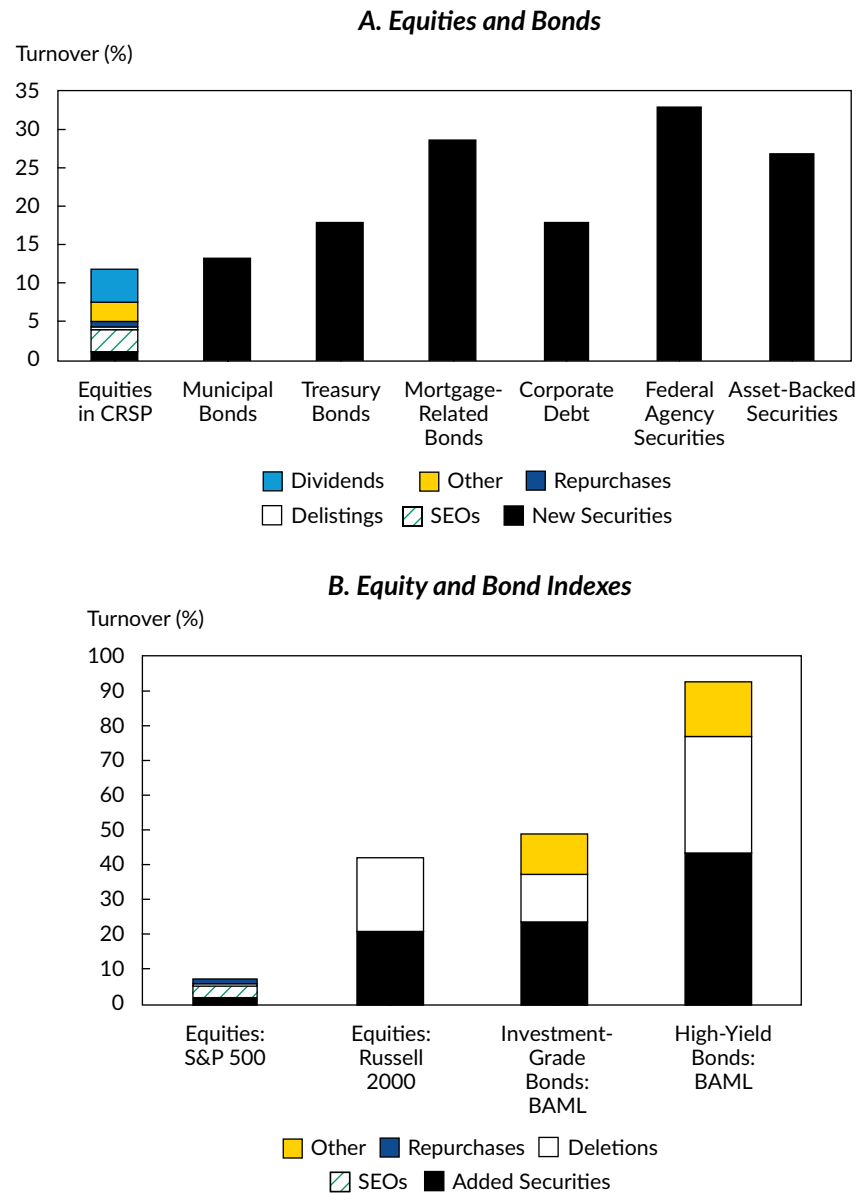 A. Equities and Bonds
Turnover (%)
35
30
25
20
15
10
5
0
Equities
in CRSP
Municipal
Bonds
Treasury
Bonds
Mortgage-
Related
Bonds
Corporate
Debt
Federal
Agency
Securities
Asset-Backed
Securities
Dividends Other Repurchases
Delistings SEOs New Securities
B. Equity and Bond Indexes
Turnover (%)
100
90
80
70
60
50
40
30
20
10
0
Equities:
S&P 500
Equities:
Russell
2000
Investment-
Grade
Bonds:
BAML
High-Yield
Bonds:
BAML
Other Repurchases Deletions
SEOs Added Securities